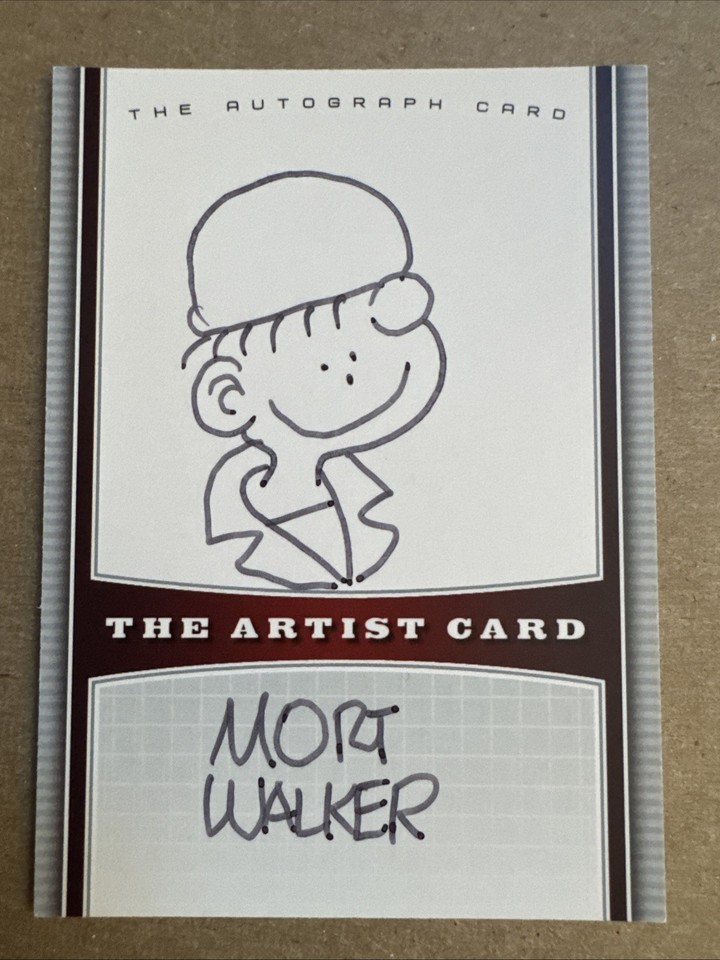 THE AUTOGRAPH CARD
THE ARTIST CARD
MORT
WALKER